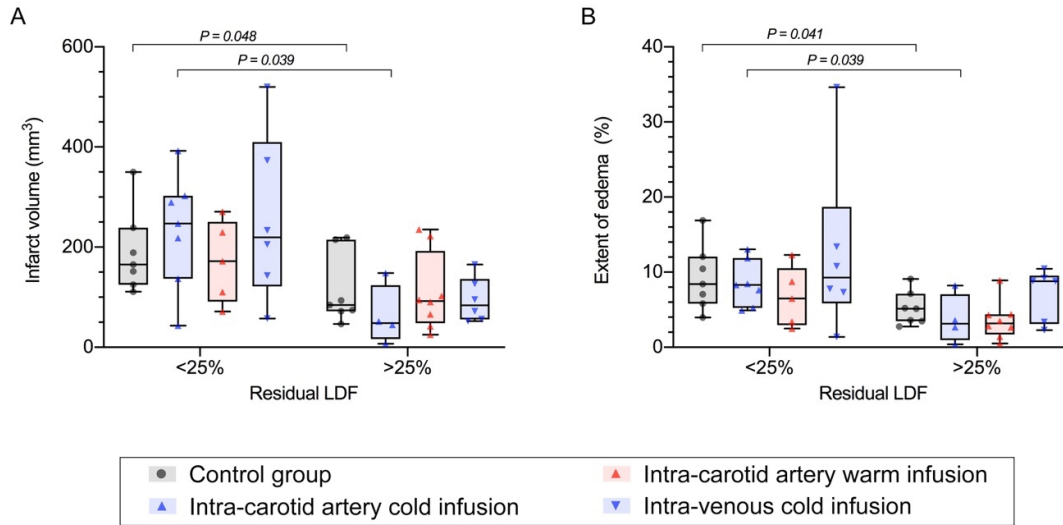 A
B
P = 0.048
P = 0.039
600
400
200
0
Infarct volume (mm³)
<25%
>25%
Residual LDF
P = 0.041
P = 0.039
40
30
20
10
0
Extent of edema (%)
<25%
>25%
Residual LDF
Control group
Intra-carotid artery warm infusion
Intra-carotid artery cold infusion
Intra-venous cold infusion